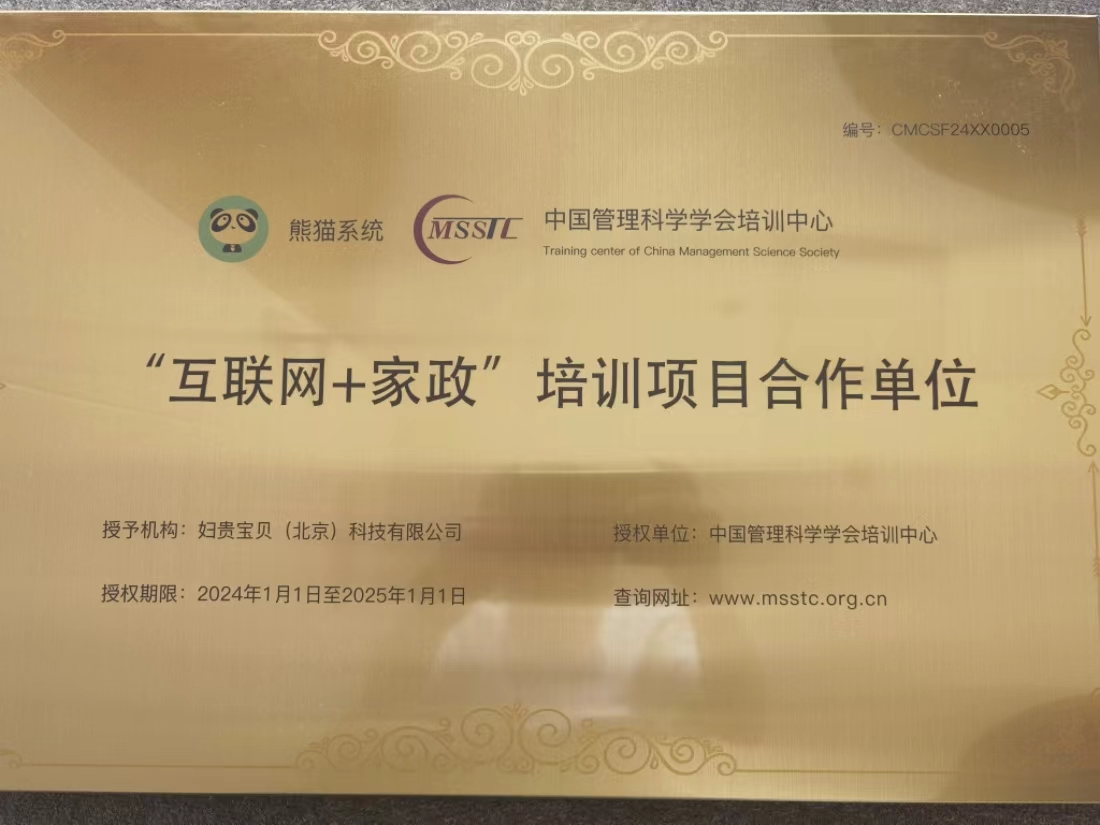 编号：CMCSF24XX0005
熊猫系统 MSSTC 中国管理科学学会培训中心
Training center of China Management Science Society
“互联网+家政”培训项目合作单位
授予机构：妇贵宝贝（北京）科技有限公司
授权单位：中国管理科学学会培训中心
授权期限：2024年1月1日至2025年1月1日
查询网址：www.msstc.org.cn